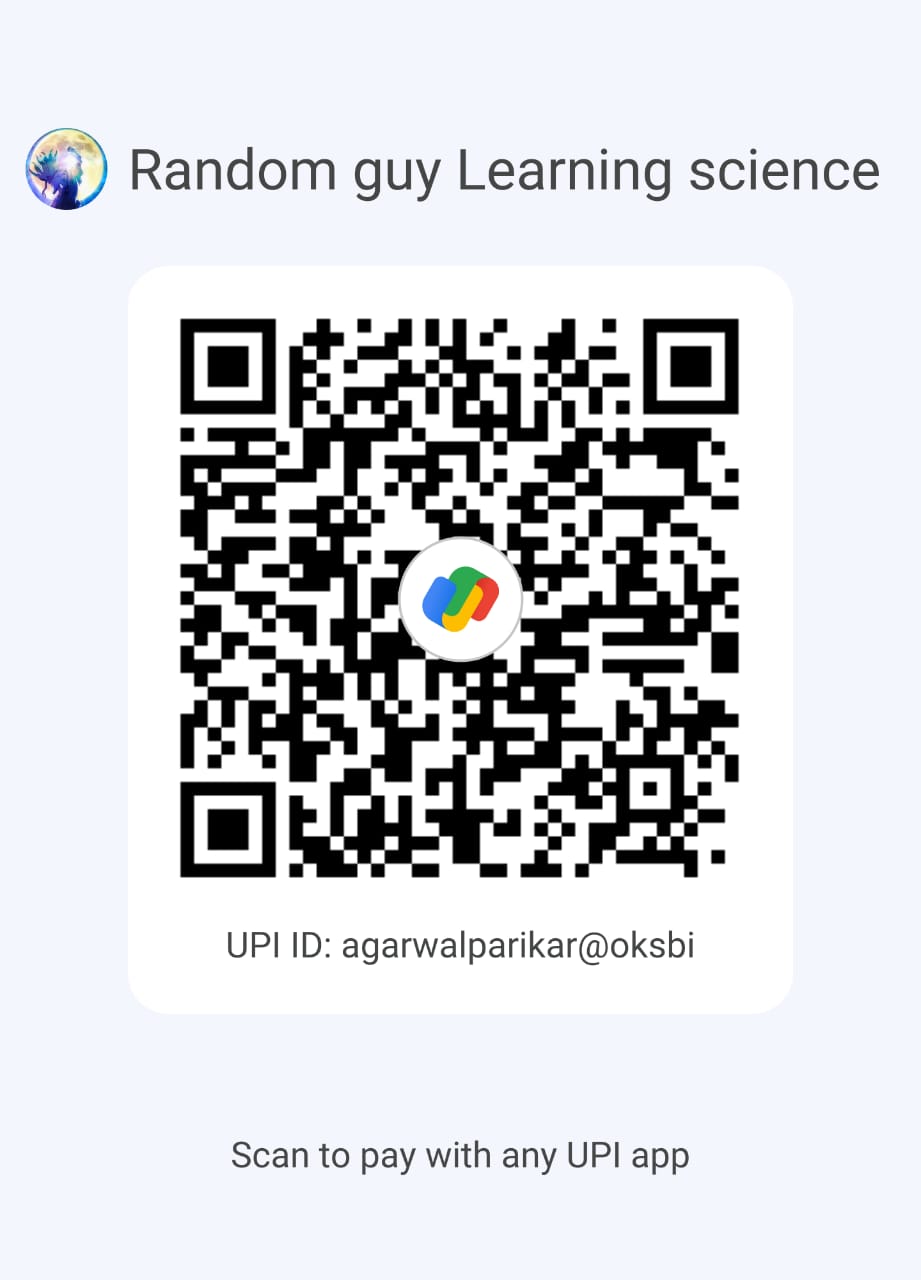 Random guy Learning science
UPI ID: agarwalparikar@oksbi
Scan to pay with any UPI app